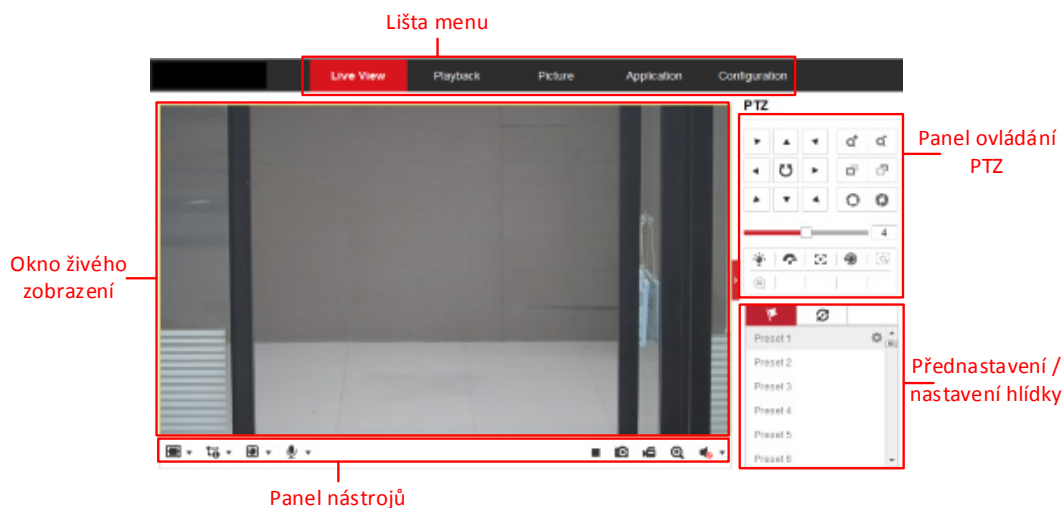 Lišta menu
Live View
Playback
Picture
Application
Configuration
PTZ
Panel ovládání
PTZ
4
Okno živého
zobrazení
Preset 1
Preset 2
Preset 3
Preset 4
Preset 5
Preset 6
Přednastavení /
nastavení hlídky
Panel nástrojů